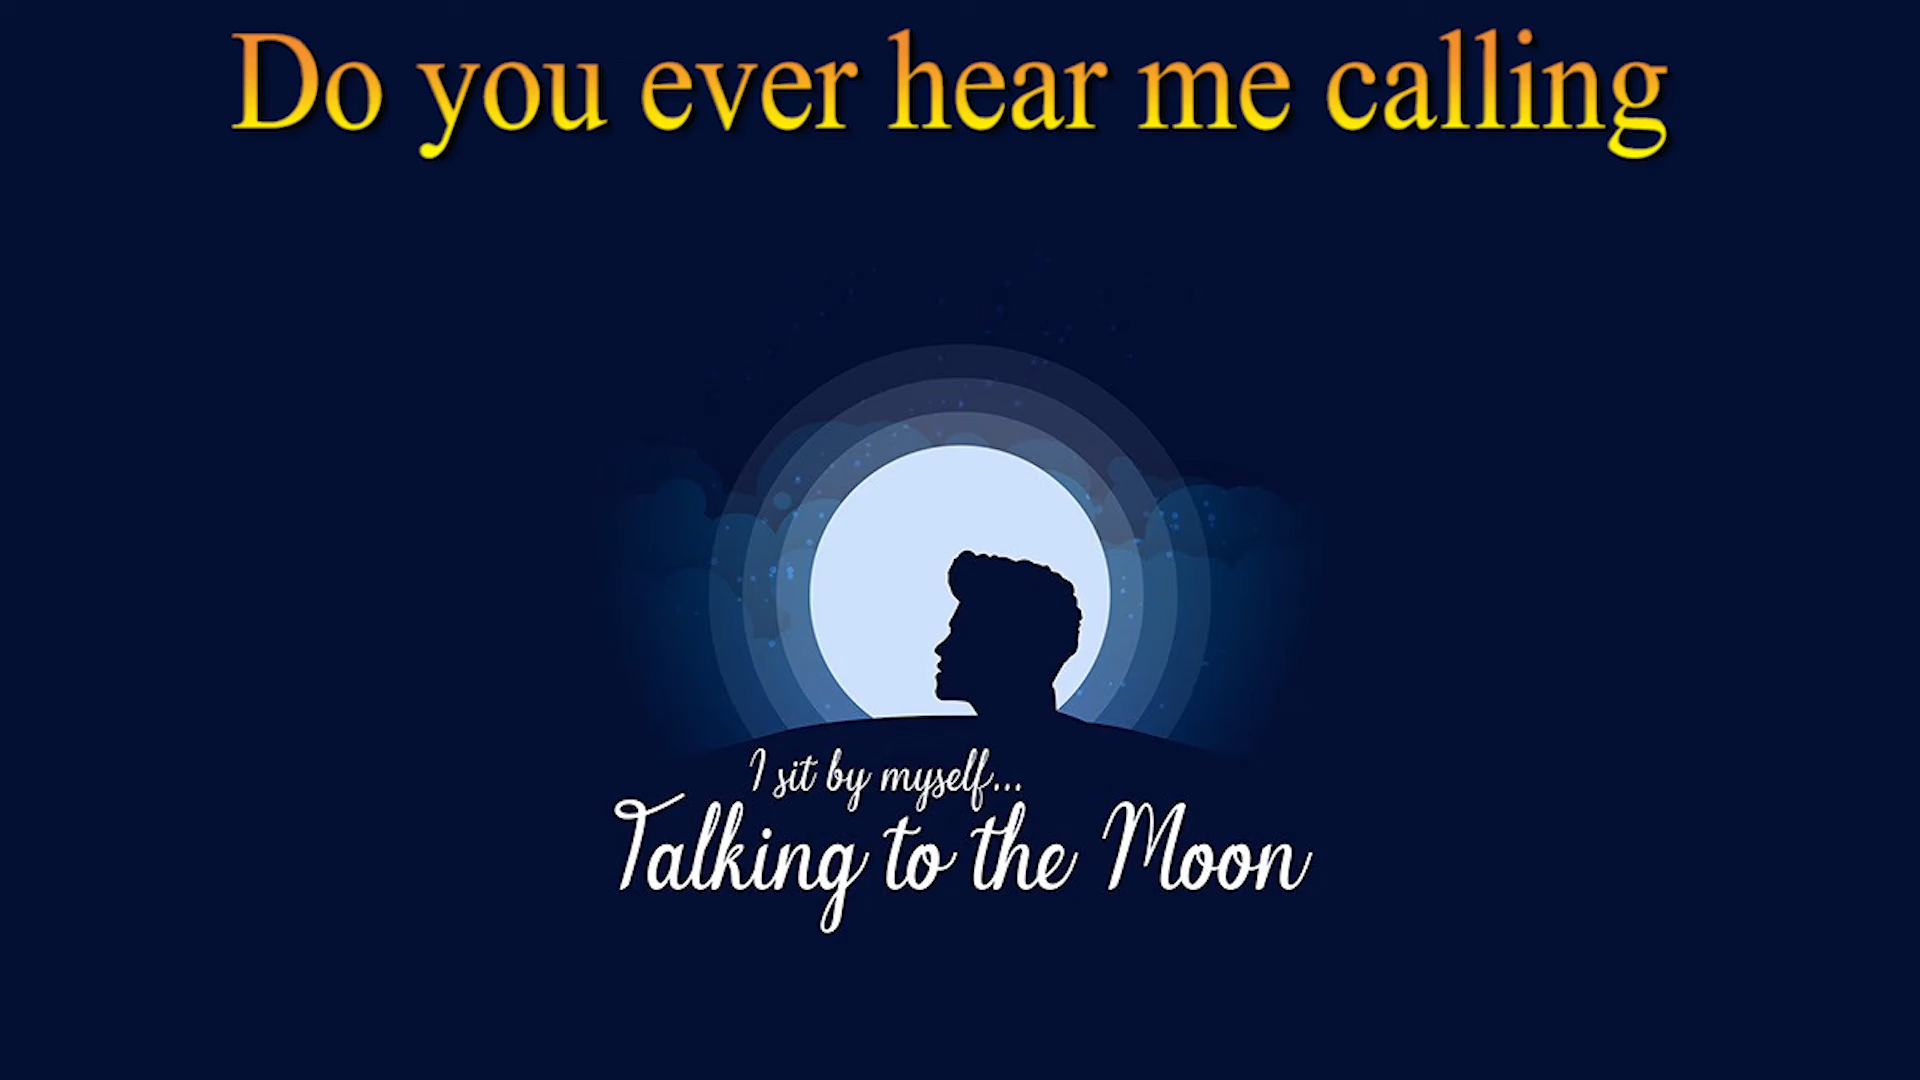 Do you ever hear me calling
I sit by myself...
Talking to the Moon